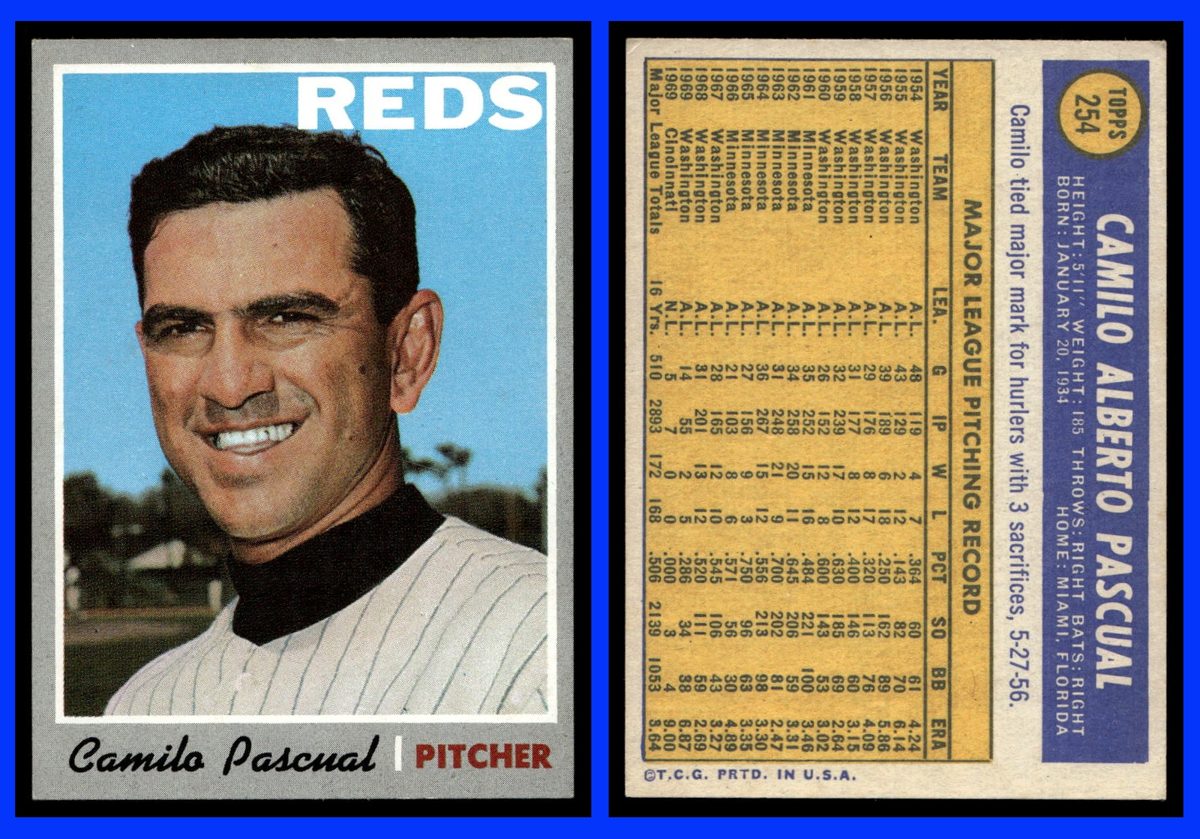 REDS
Camilo Pascual | PITCHER
TOPPS
254
CAMILO ALBERTO PASCUAL
HEIGHT: 5'11" WEIGHT: 185 THROWS: RIGHT BATS: RIGHT
BORN: JANUARY 20, 1934 HOME: MIAMI, FLORIDA
Camilo tied major mark for hurlers with 3 sacrifices, 5-27-56.
MAJOR LEAGUE PITCHING RECORD
YEAR TEAM LEA. G IP W L PCT SO BB ERA
1954 Washington A.L. 48 119 4 7 .364 60 61 4.24
1955 Washington A.L. 43 129 2 12 .143 82 70 6.14
1956 Washington A.L. 39 189 6 18 .250 162 89 5.86
1957 Washington A.L. 29 176 8 17 .320 113 76 4.09
1958 Washington A.L. 31 177 8 12 .400 146 60 3.15
1959 Washington A.L. 32 239 17 10 .630 185 69 2.64
1960 Washington A.L. 26 152 12 8 .600 143 53 3.02
1961 Minnesota A.L. 35 252 15 16 .484 221 100 3.46
1962 Minnesota A.L. 34 258 20 11 .645 206 59 3.31
1963 Minnesota A.L. 31 248 21 9 .700 202 81 2.47
1964 Minnesota A.L. 36 267 15 12 .556 213 98 3.30
1965 Minnesota A.L. 27 156 9 3 .750 96 63 3.35
1966 Minnesota A.L. 21 103 8 6 .571 56 30 4.89
1967 Washington A.L. 28 165 12 10 .545 106 43 3.27
1968 Washington A.L. 31 201 13 12 .520 111 59 2.69
1969 Washington A.L. 14 55 2 5 .286 34 38 6.87
1969 Cincinnati N.L. 5 7 0 0 .000 3 4 9.00
Major League Totals 16 Yrs. 510 2893 172 168 .506 2139 1053 3.64
©T.C.G. PRTD. IN U.S.A.